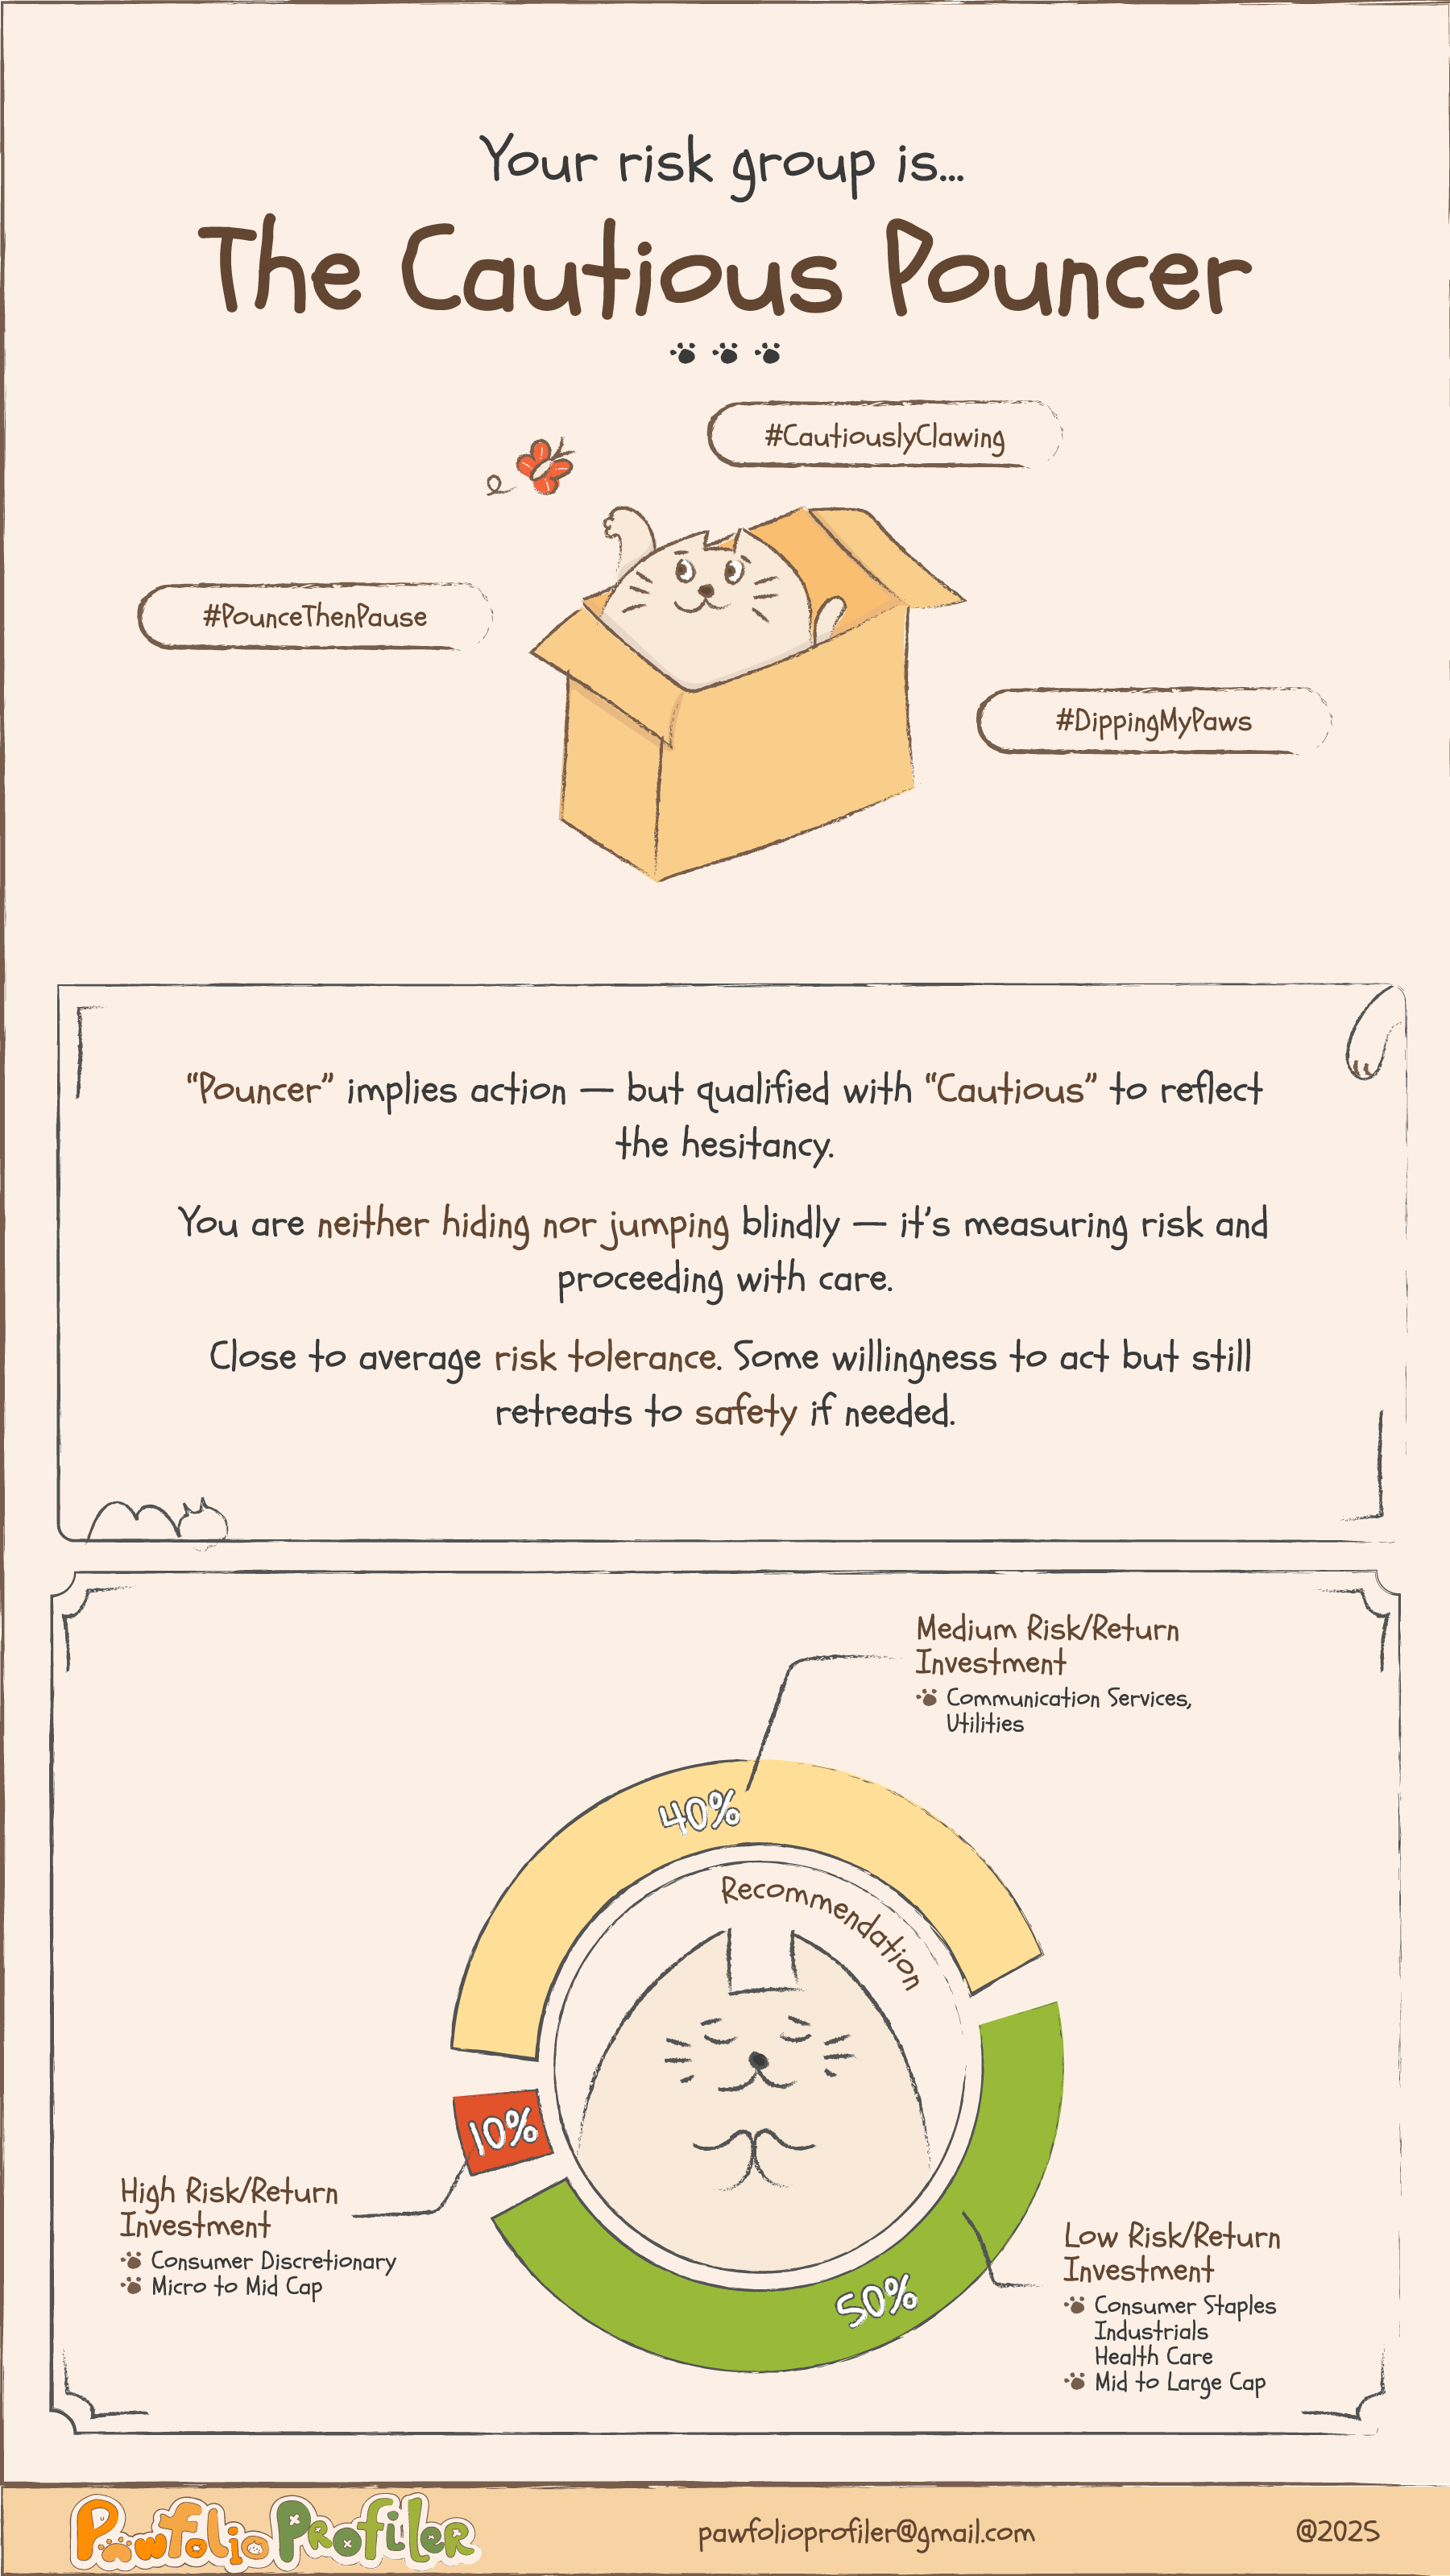 Your risk group is...
The Cautious Pouncer
#CautiouslyClawing
#PounceThenPause
#DippingMyPaws
“Pouncer” implies action — but qualified with “Cautious” to reflect
the hesitancy.
You are neither hiding nor jumping blindly — it's measuring risk and
proceeding with care.
Close to average risk tolerance. Some willingness to act but still
retreats to safety if needed.
Medium Risk/Return
Investment
Communication Services,
Utilities
40%
Recommendation
10%
High Risk/Return
Investment
Consumer Discretionary
Micro to Mid Cap
50%
Low Risk/Return
Investment
Consumer Staples
Industrials
Health Care
Mid to Large Cap
Pawfolio Profiler
pawfolioprofiler@gmail.com
@2025